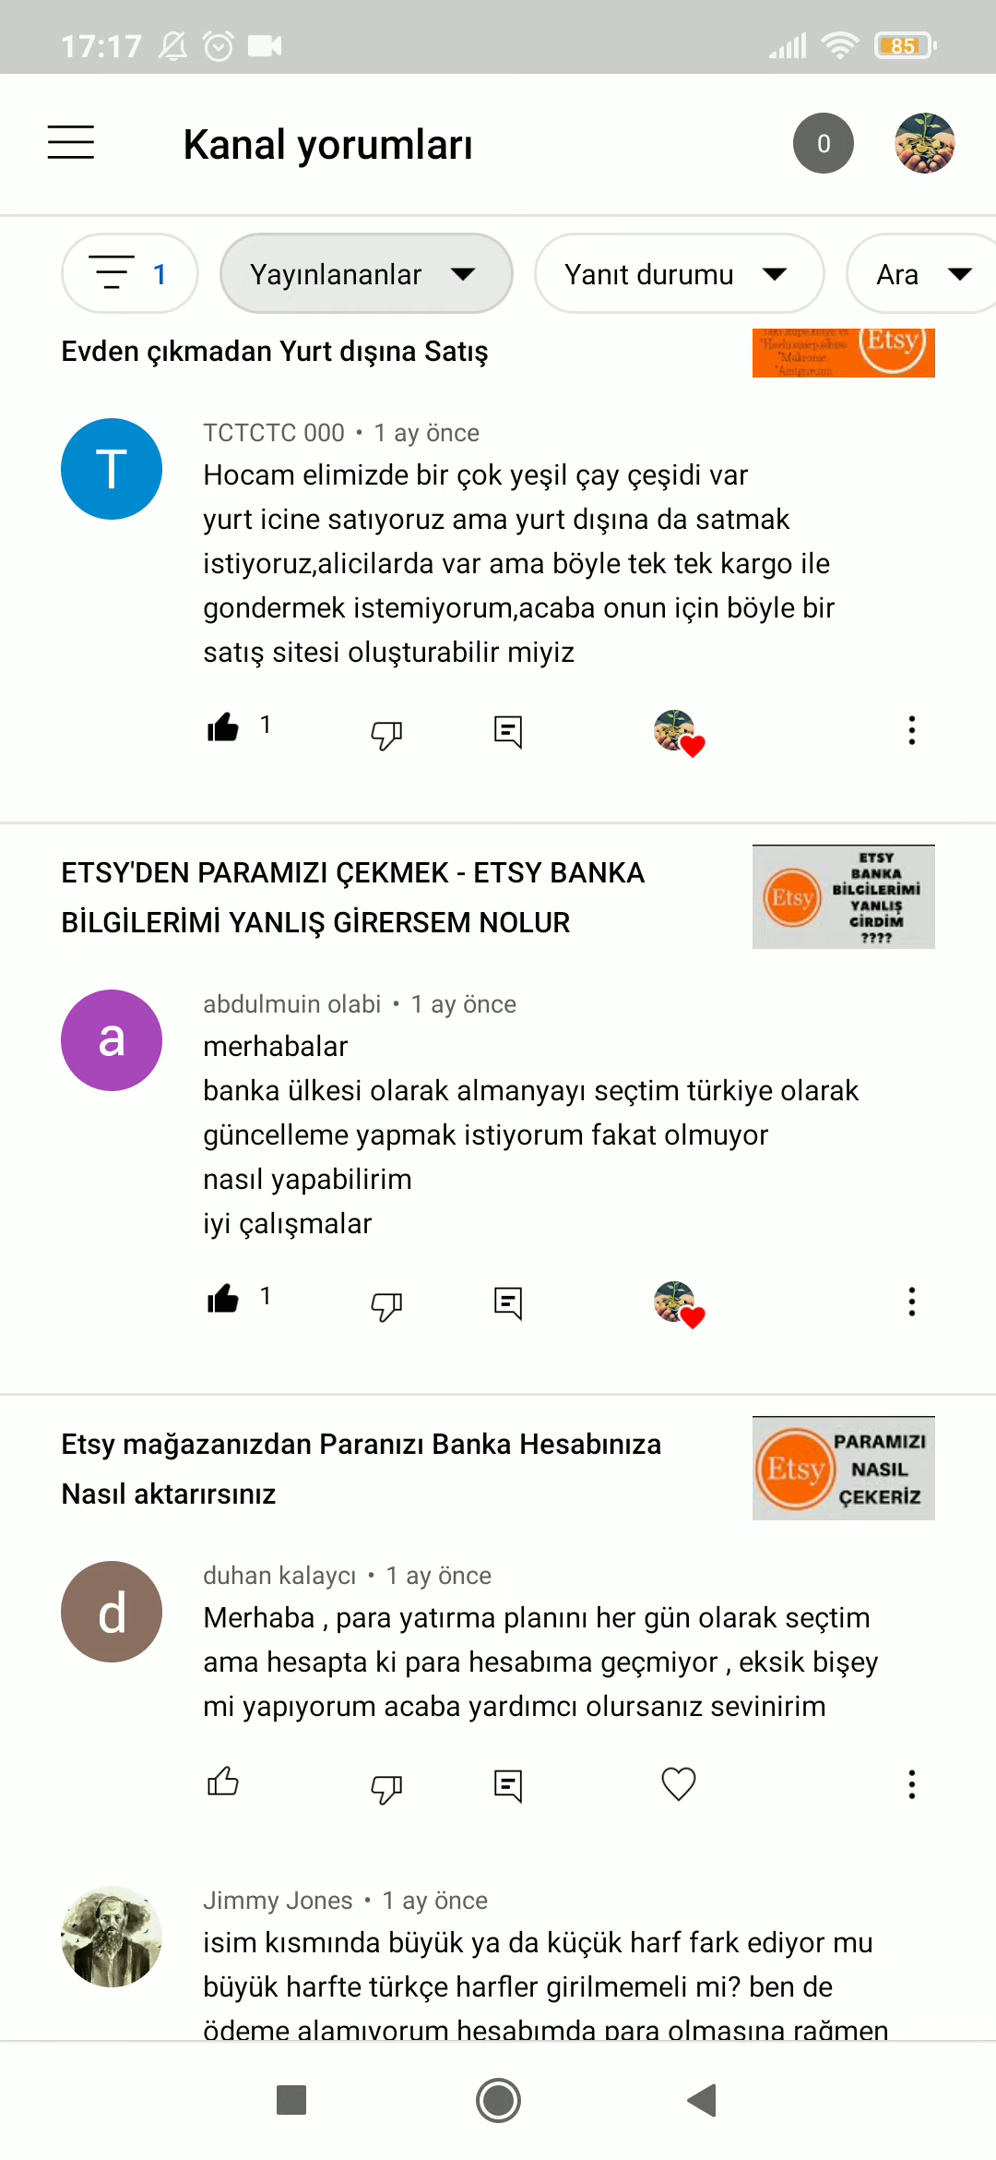 17:17
85
Kanal yorumları
0
1
Yayınlananlar
Yanıt durumu
Ara
Evden çıkmadan Yurt dışına Satış
Etsy
"Makrome
TCTCTC 000 • 1 ay önce
T
Hocam elimizde bir çok yeşil çay çeşidi var
yurt icine satıyoruz ama yurt dışına da satmak
istiyoruz,alicilarda var ama böyle tek tek kargo ile
gondermek istemiyorum,acaba onun için böyle bir
satış sitesi oluşturabilir miyiz
1
ETSY'DEN PARAMIZI ÇEKMEK - ETSY BANKA
BİLGİLERİMİ YANLIŞ GİRERSEM NOLUR
Etsy
ETSY
BANKA
BİLGİLERİMİ
YANLIŞ
GİRDİM
????
abdulmuin olabi • 1 ay önce
a
merhabalar
banka ülkesi olarak almanyayı seçtim türkiye olarak
güncelleme yapmak istiyorum fakat olmuyor
nasıl yapabilirim
iyi çalışmalar
1
Etsy mağazanızdan Paranızı Banka Hesabınıza
Nasıl aktarırsınız
Etsy
PARAMIZI
NASIL
ÇEKERİZ
duhan kalaycı • 1 ay önce
d
Merhaba , para yatırma planını her gün olarak seçtim
ama hesapta ki para hesabıma geçmiyor , eksik bişey
mi yapıyorum acaba yardımcı olursanız sevinirim
Jimmy Jones • 1 ay önce
isim kısmında büyük ya da küçük harf fark ediyor mu
büyük harfte türkçe harfler girilmemeli mi? ben de
ödeme alamıyorum hesabımda para olmasına rağmen